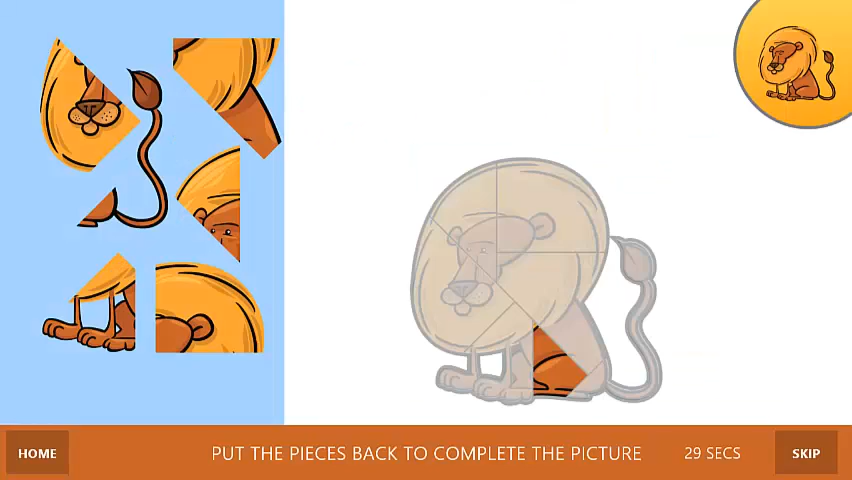 HOME
PUT THE PIECES BACK TO COMPLETE THE PICTURE
29 SECS
SKIP